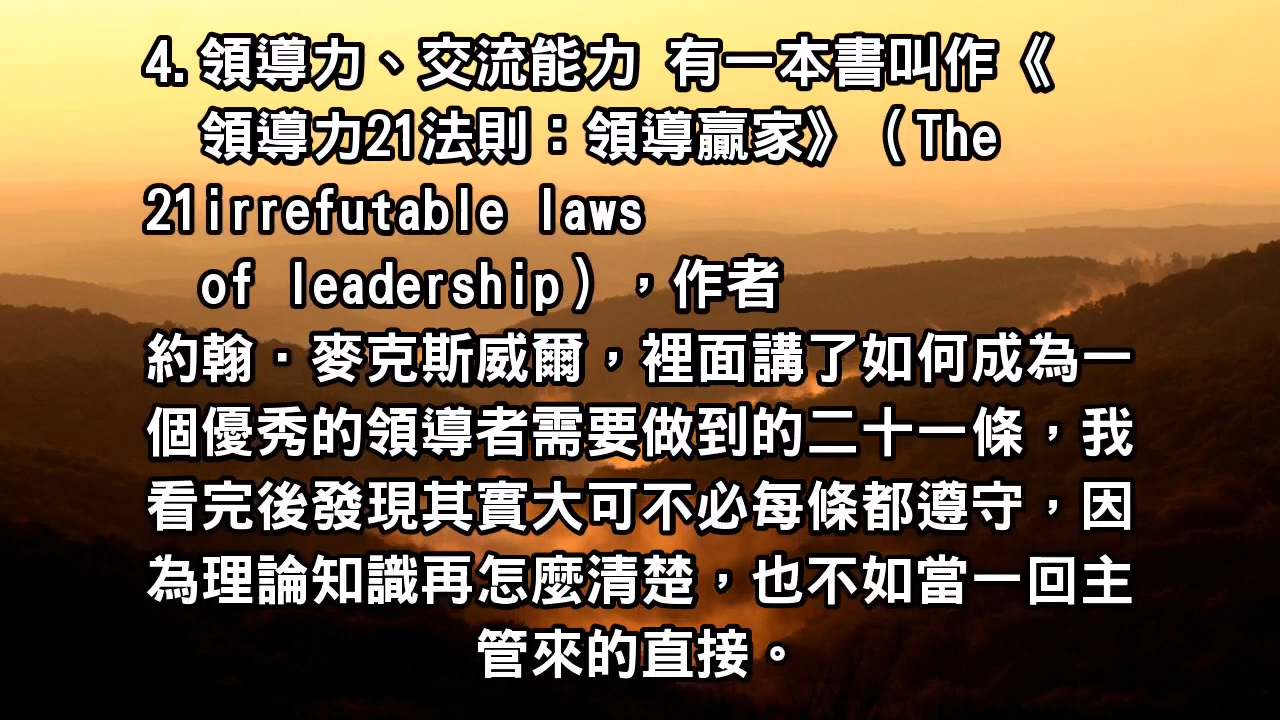 4.領導力、交流能力 有一本書叫作《
領導力21法則：領導贏家》（The
21irrefutable laws
of leadership），作者
約翰·麥克斯威爾，裡面講了如何成為一
個優秀的領導者需要做到的二十一條，我
看完後發現其實大可不必每條都遵守，因
為理論知識再怎麼清楚，也不如當一回主
管來的直接。